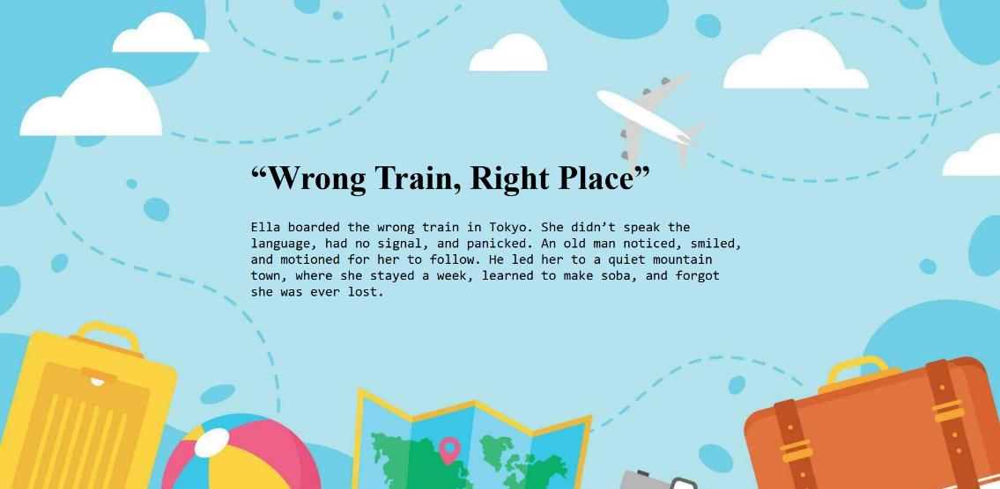 “Wrong Train, Right Place”
Ella boarded the wrong train in Tokyo. She didn’t speak the
language, had no signal, and panicked. An old man noticed, smiled,
and motioned for her to follow. He led her to a quiet mountain
town, where she stayed a week, learned to make soba, and forgot
she was ever lost.